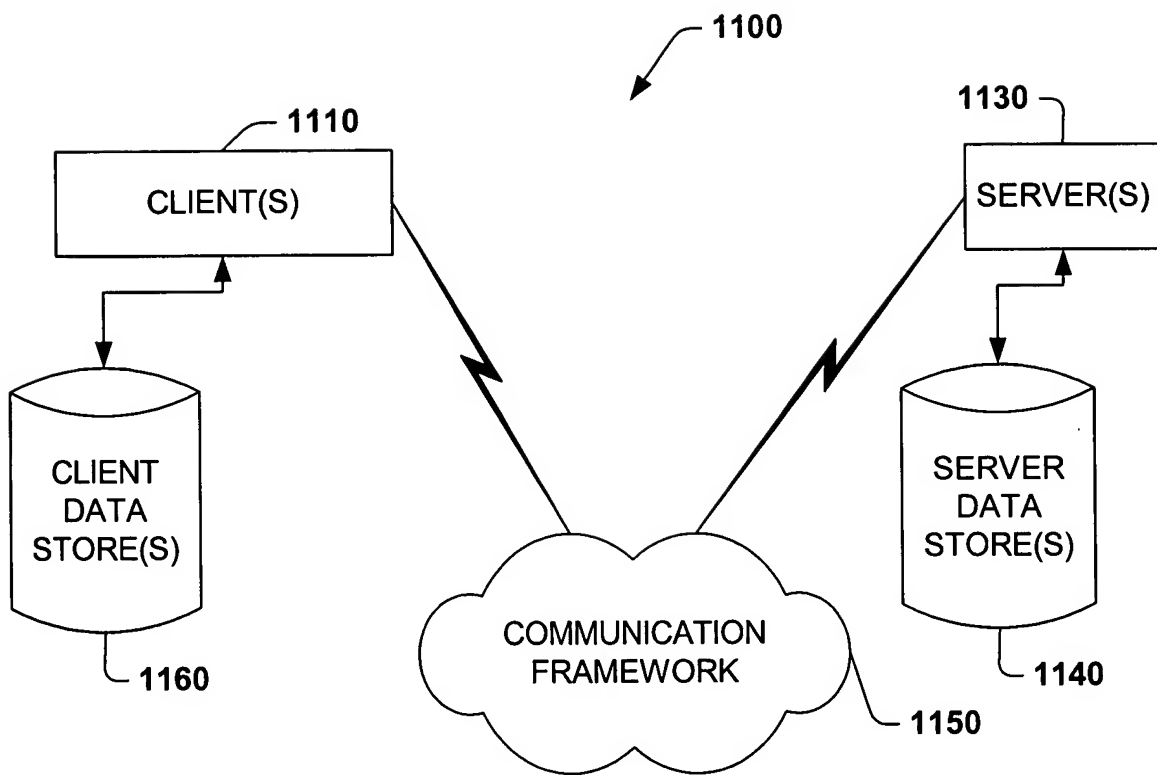 1100
1110
1130
CLIENT(S)
SERVER(S)
CLIENT
DATA
STORE(S)
SERVER
DATA
STORE(S)
COMMUNICATION
FRAMEWORK
1160
1140
1150